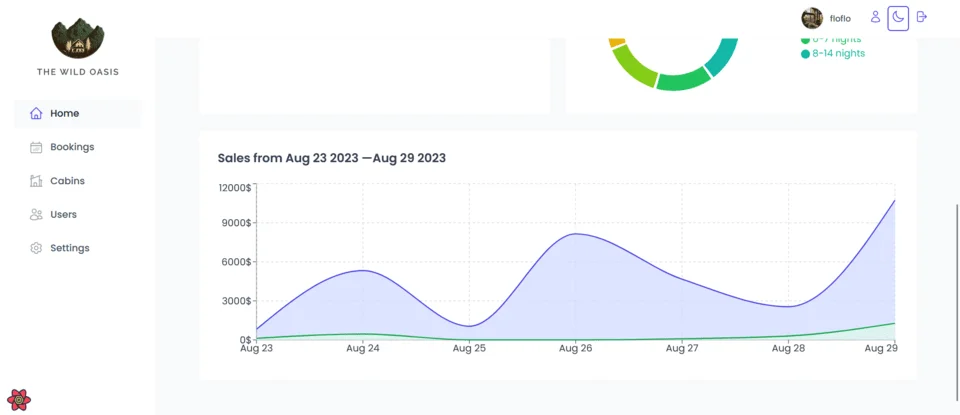 floflo
THE WILD OASIS
Home
Bookings
Cabins
Users
Settings
6-7 nights
8-14 nights
Sales from Aug 23 2023 —Aug 29 2023
12000$
9000$
6000$
3000$
0$
Aug 23 Aug 24 Aug 25 Aug 26 Aug 27 Aug 28 Aug 29